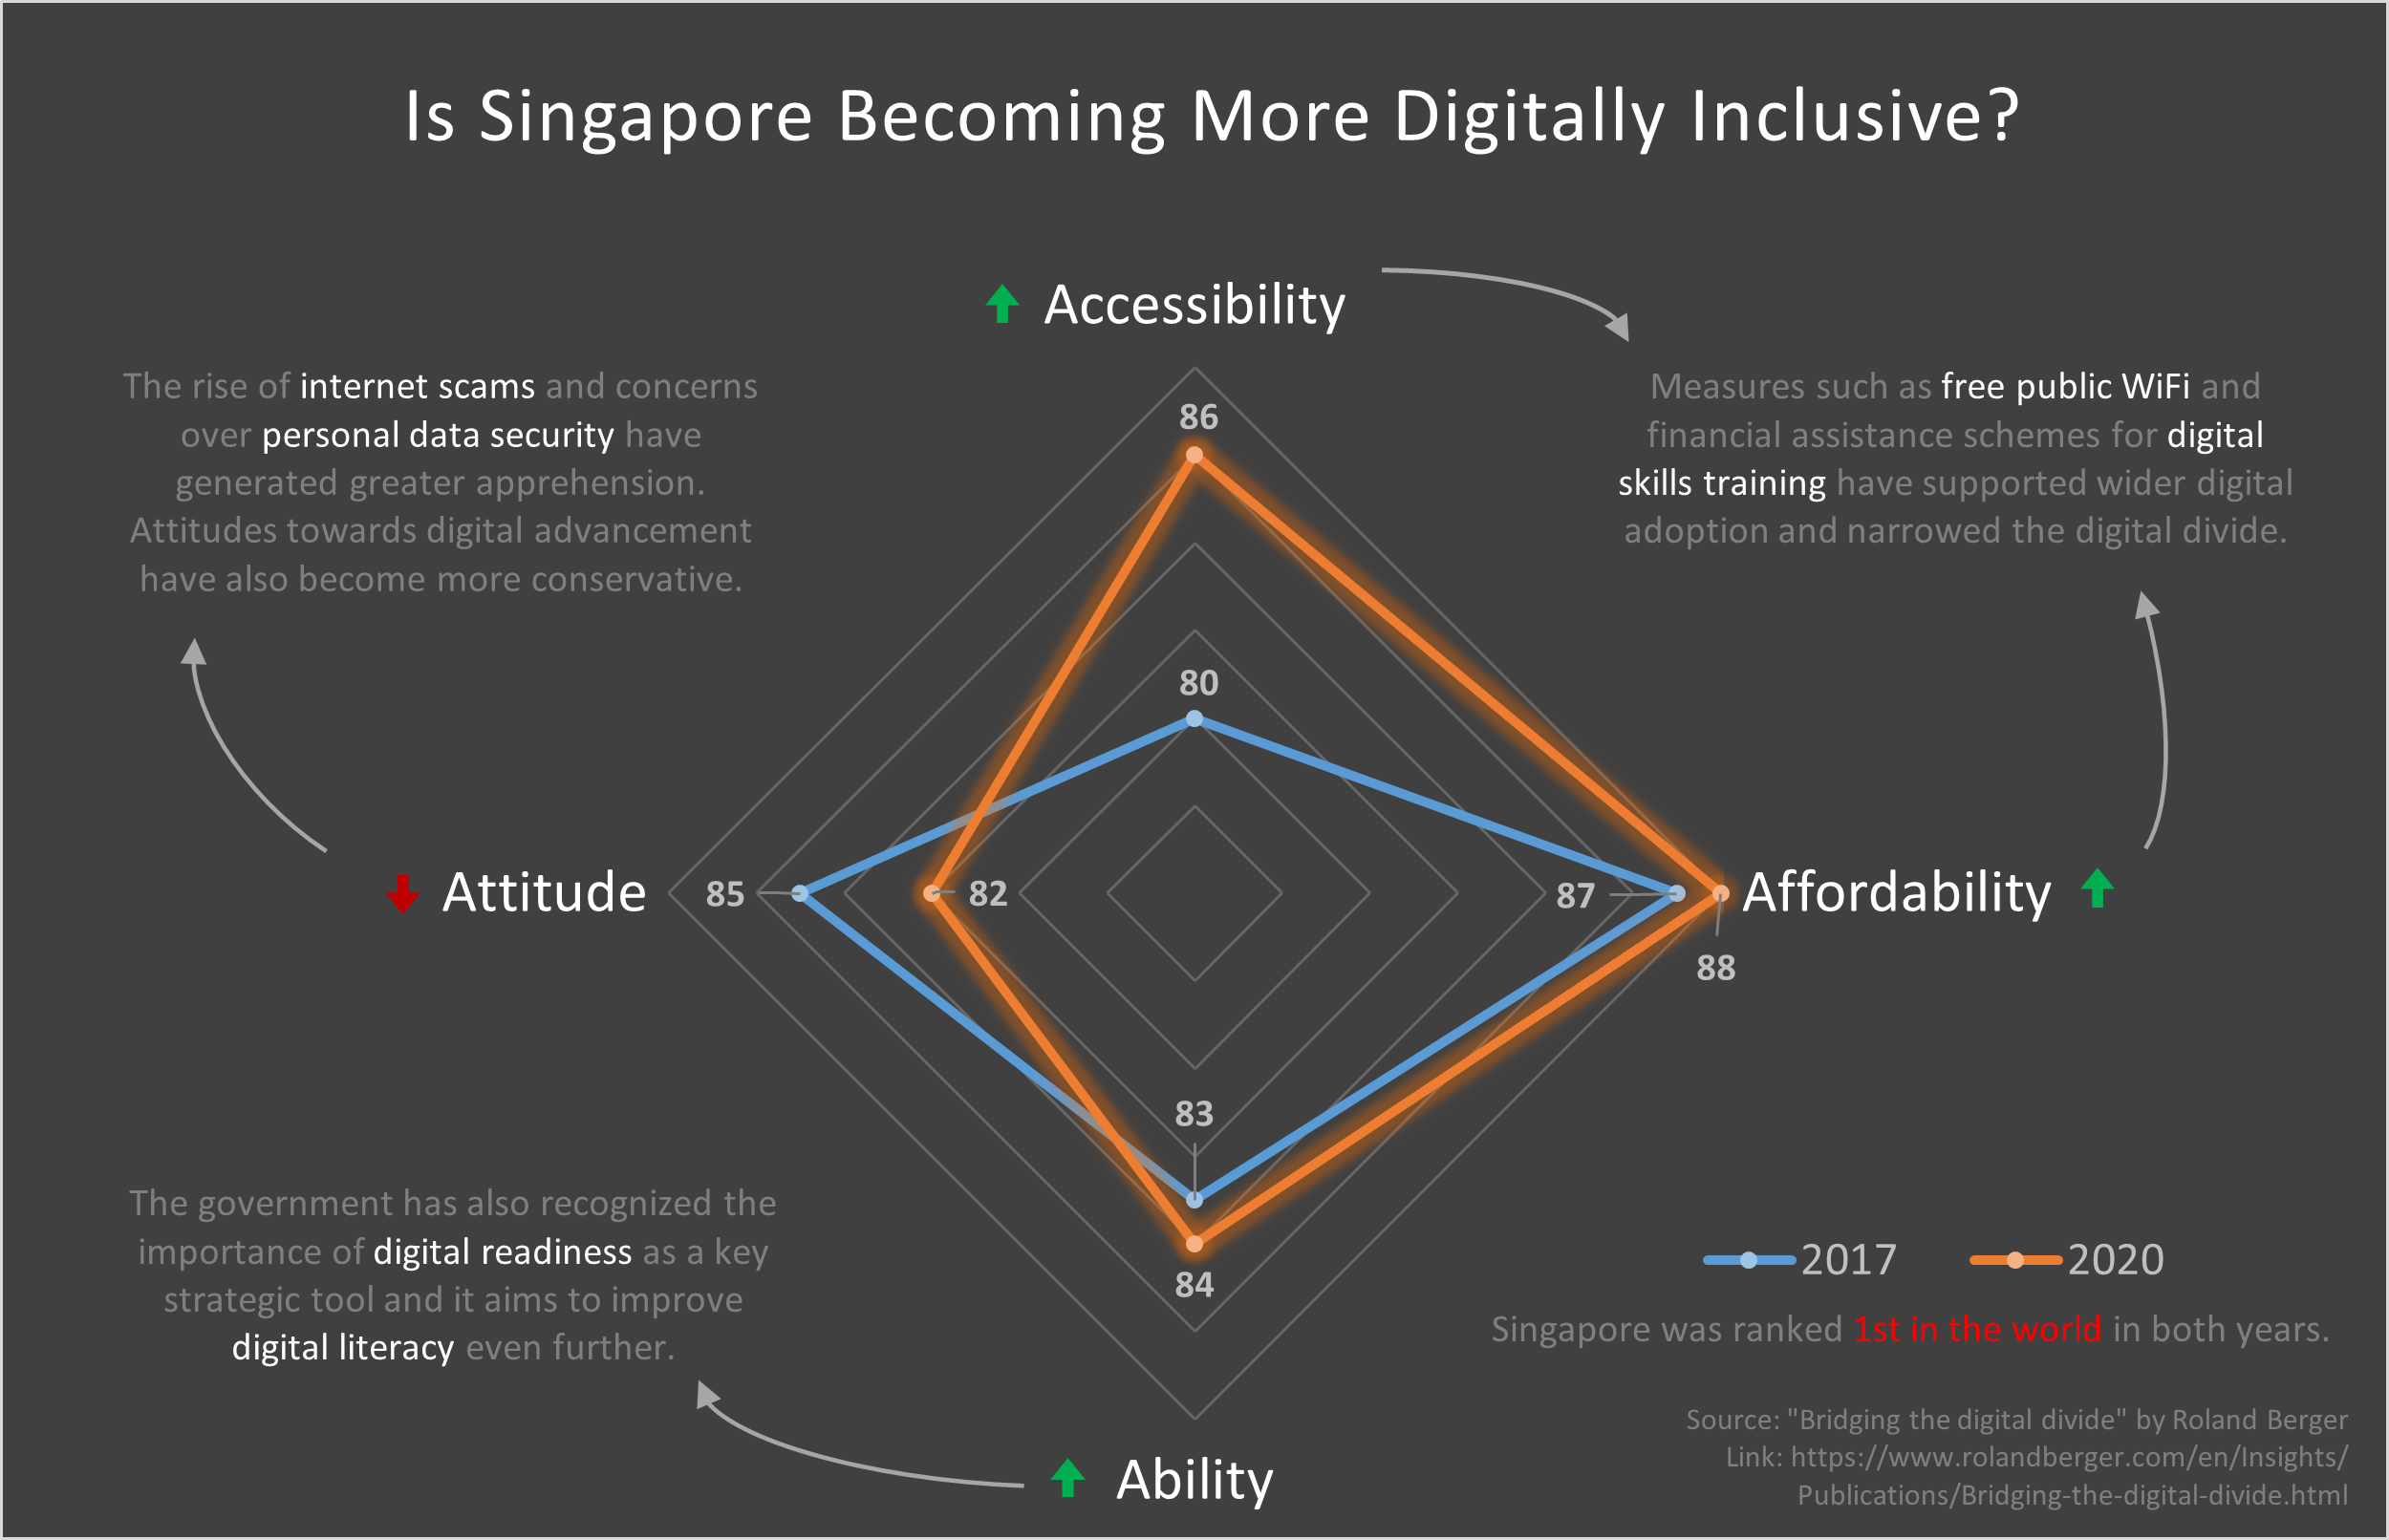 Is Singapore Becoming More Digitally Inclusive?
Accessibility
The rise of internet scams and concerns
over personal data security have
generated greater apprehension.
Attitudes towards digital advancement
have also become more conservative.
Measures such as free public WiFi and
financial assistance schemes for digital
skills training have supported wider digital
adoption and narrowed the digital divide.
86
80
Attitude
85
82
87
Affordability
88
83
84
The government has also recognized the
importance of digital readiness as a key
strategic tool and it aims to improve
digital literacy even further.
2017
2020
Singapore was ranked 1st in the world in both years.
Ability
Source: "Bridging the digital divide" by Roland Berger
Link: https://www.rolandberger.com/en/Insights/
Publications/Bridging-the-digital-divide.html